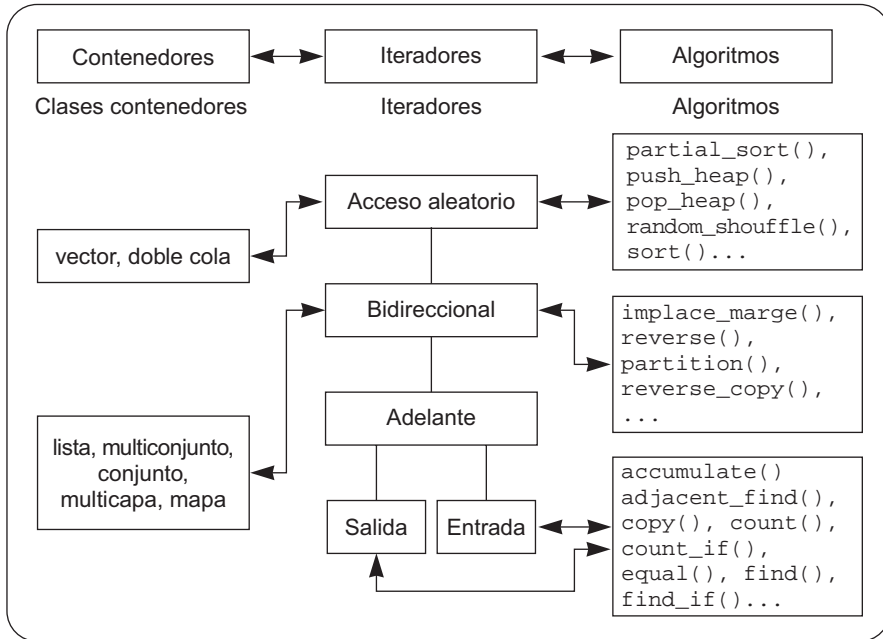 Contenedores
Iteradores
Algoritmos
Clases contenedores
Iteradores
Algoritmos
Acceso aleatorio
vector, doble cola
partial_sort(),
push_heap(),
pop_heap(),
random_shouffle(),
sort()...
Bidireccional
implace_marge(),
reverse(),
partition(),
reverse_copy(),
...
Adelante
lista, multiconjunto,
conjunto,
multicapa, mapa
Salida
Entrada
accumulate()
adjacent_find(),
copy(), count(),
count_if(),
equal(), find(),
find_if()...